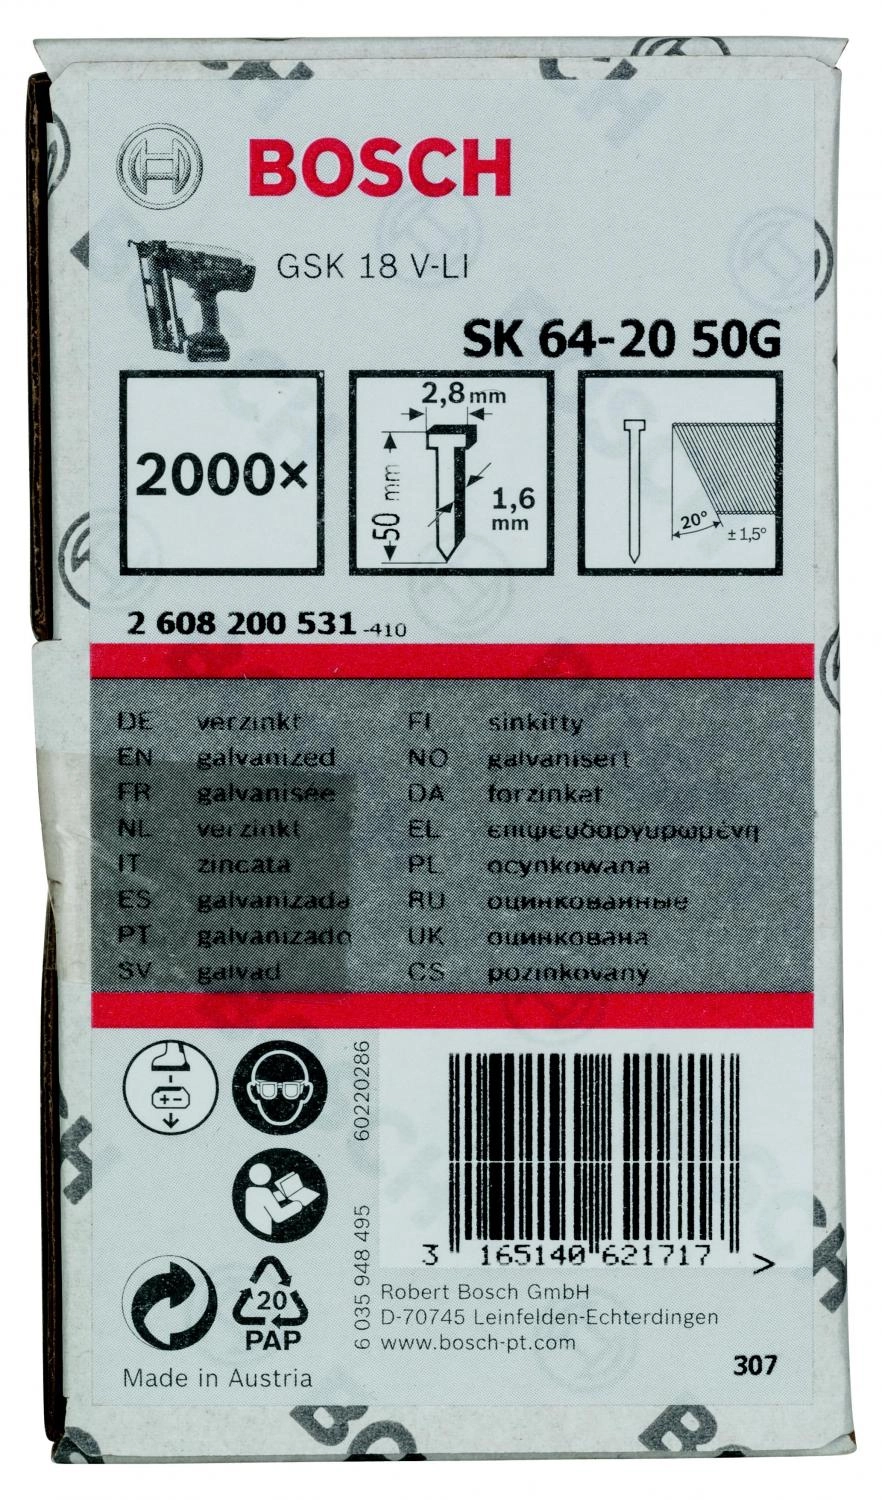 BOSCH
GSK 18 V-LI
SK 64-20 50G
2000×
2,8 mm
50 mm
1,6 mm
20°
±1,5°
2 608 200 531 -410
DE verzinkt FI sinkitty
EN galvanized NO galvanisert
FR galvanisée DA forzinket
NL verzinkt EL επιψευδαργυρωμένη
IT zincata PL ocynkowana
ES galvanizada RU оцинкованные
PT galvanizado UK оцинкована
SV galvad CS pozinkovaný
60220286
6 035 948 495
3 165140 621717 >
20
PAP
Robert Bosch GmbH
D-70745 Leinfelden-Echterdingen
www.bosch-pt.com
307
Made in Austria